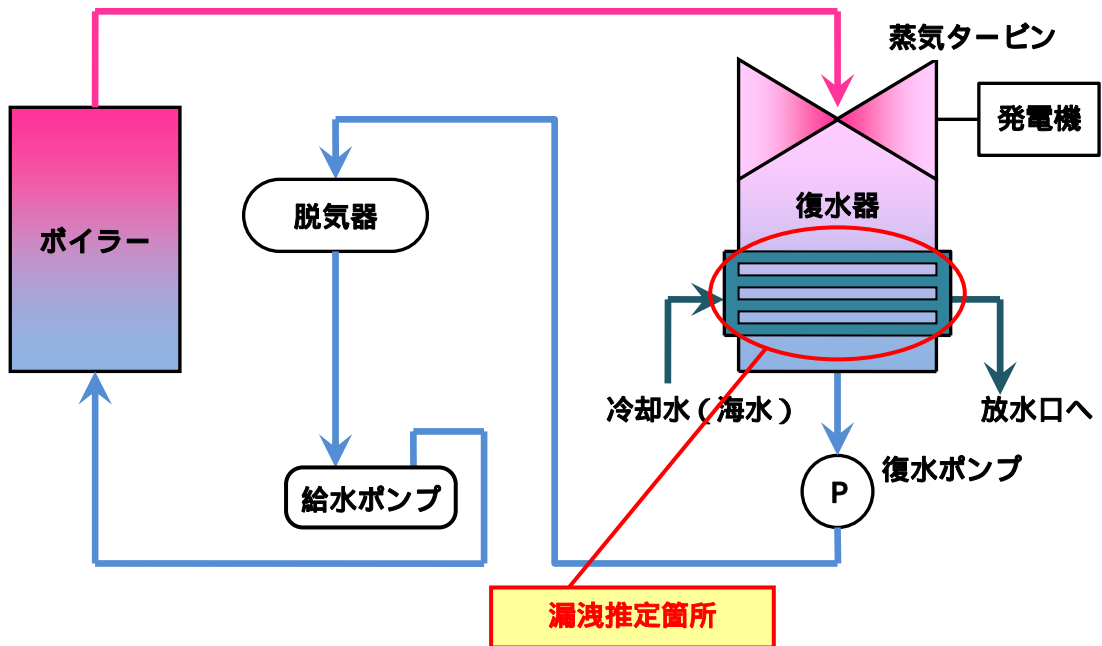 蒸気タービン
発電機
脱気器
復水器
ボイラー
冷却水（海水）
放水口へ
復水ポンプ
P
給水ポンプ
漏洩推定箇所